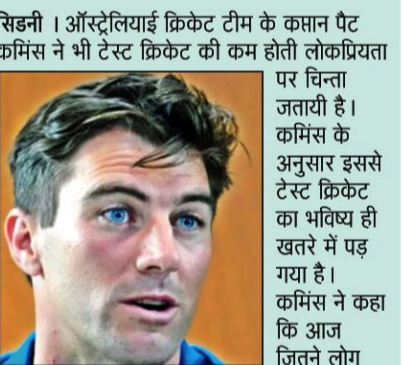 सिडनी । ऑस्ट्रेलियाई क्रिकेट टीम के कप्तान पैट
कमिंस ने भी टेस्ट क्रिकेट की कम होती लोकप्रियता
पर चिन्ता
जतायी है।
कमिंस के
अनुसार इससे
टेस्ट क्रिकेट
का भविष्य ही
खतरे में पड़
गया है।
कमिंस ने कहा
कि आज
जितने लोग